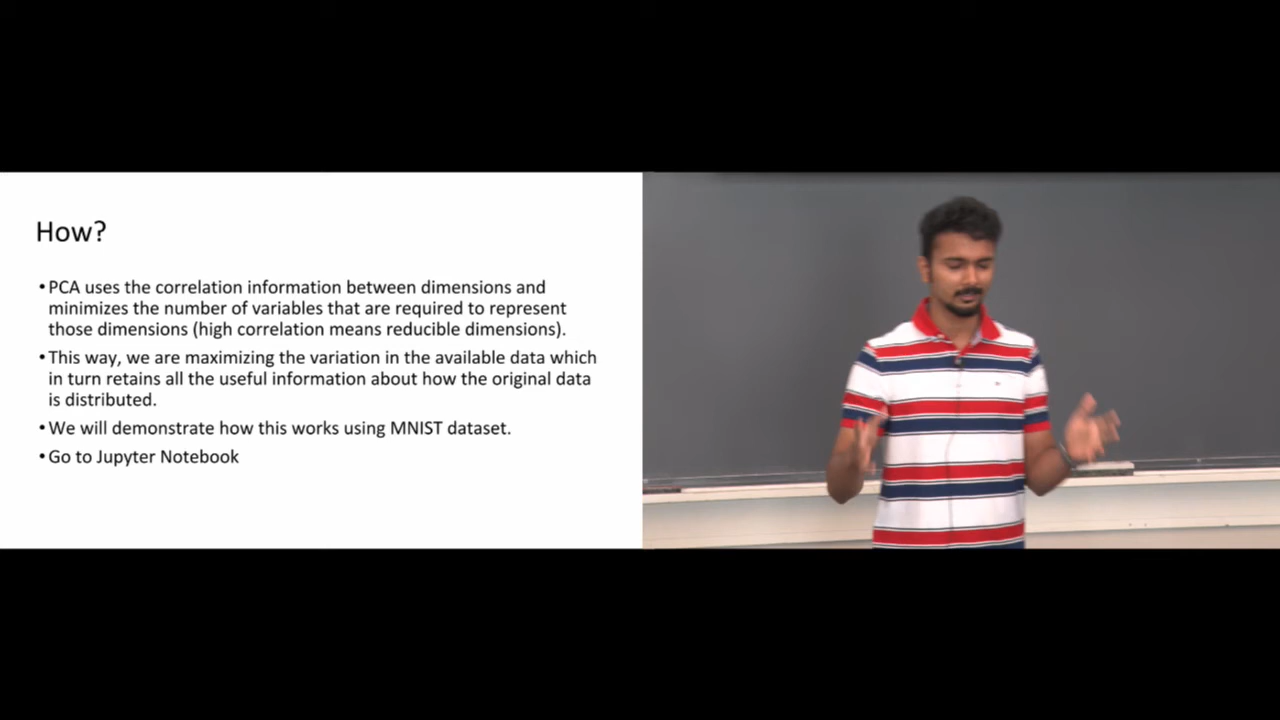 How?
•PCA uses the correlation information between dimensions and
minimizes the number of variables that are required to represent
those dimensions (high correlation means reducible dimensions).
•This way, we are maximizing the variation in the available data which
in turn retains all the useful information about how the original data
is distributed.
•We will demonstrate how this works using MNIST dataset.
•Go to Jupyter Notebook